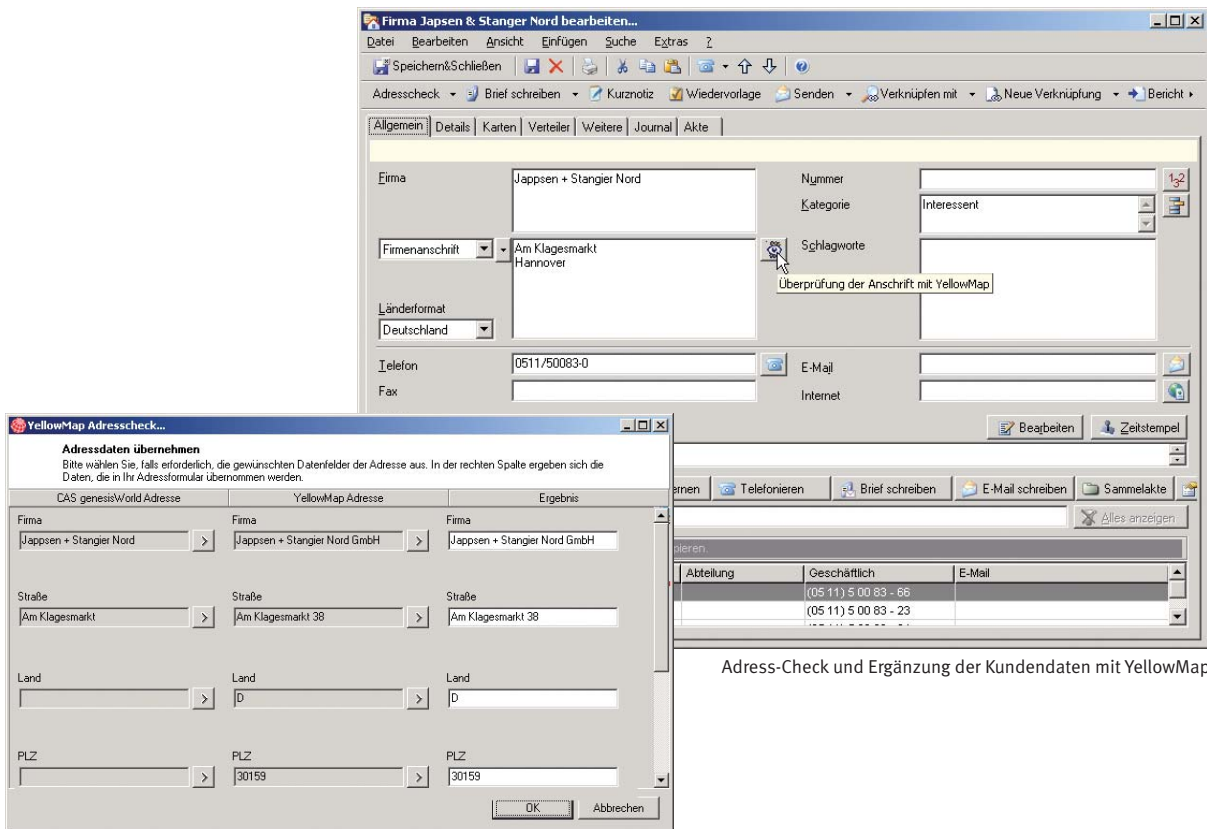 Firma Japsen & Stanger Nord bearbeiten...
Datei Bearbeiten Ansicht Einfügen Suche Extras ?
Speichern&Schließen
Adresscheck Brief schreiben Kurznotiz Wiedervorlage Senden Verknüpfen mit Neue Verknüpfung Bericht
Allgemein Details Karten Verteiler Weitere Journal Akte
Firma Jappsen + Stangier Nord Nummer
Kategorie Interessent
Firmenanschrift Am Klagesmarkt Schlagworte
Hannover
Überprüfung der Anschrift mit YellowMap
Länderformat
Deutschland
Telefon 0511/50083-0 E-Mail
Fax Internet
Bearbeiten Zeitstempel
Telefonieren Brief schreiben E-Mail schreiben Sammelakte
Alles anzeigen
Abteilung Geschäftlich E-Mail
(05 11) 5 00 83 - 66
(05 11) 5 00 83 - 23
Adress-Check und Ergänzung der Kundendaten mit YellowMap
YellowMap Adresscheck...
Adressdaten übernehmen
Bitte wählen Sie, falls erforderlich, die gewünschten Datenfelder der Adresse aus. In der rechten Spalte ergeben sich die
Daten, die in Ihr Adressformular übernommen werden.
CAS genesisWorld Adresse YellowMap Adresse Ergebnis
Firma Firma Firma
Jappsen + Stangier Nord > Jappsen + Stangier Nord GmbH > Jappsen + Stangier Nord GmbH
Straße Straße Straße
Am Klagesmarkt > Am Klagesmarkt 38 > Am Klagesmarkt 38
Land Land Land
> D > D
PLZ PLZ PLZ
> 30159 > 30159
OK Abbrechen